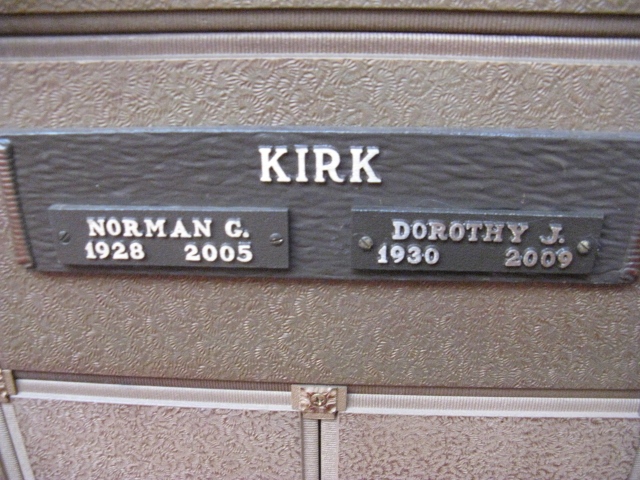 KIRK
NORMAN G.
1928 2005
DOROTHY J.
1930 2009